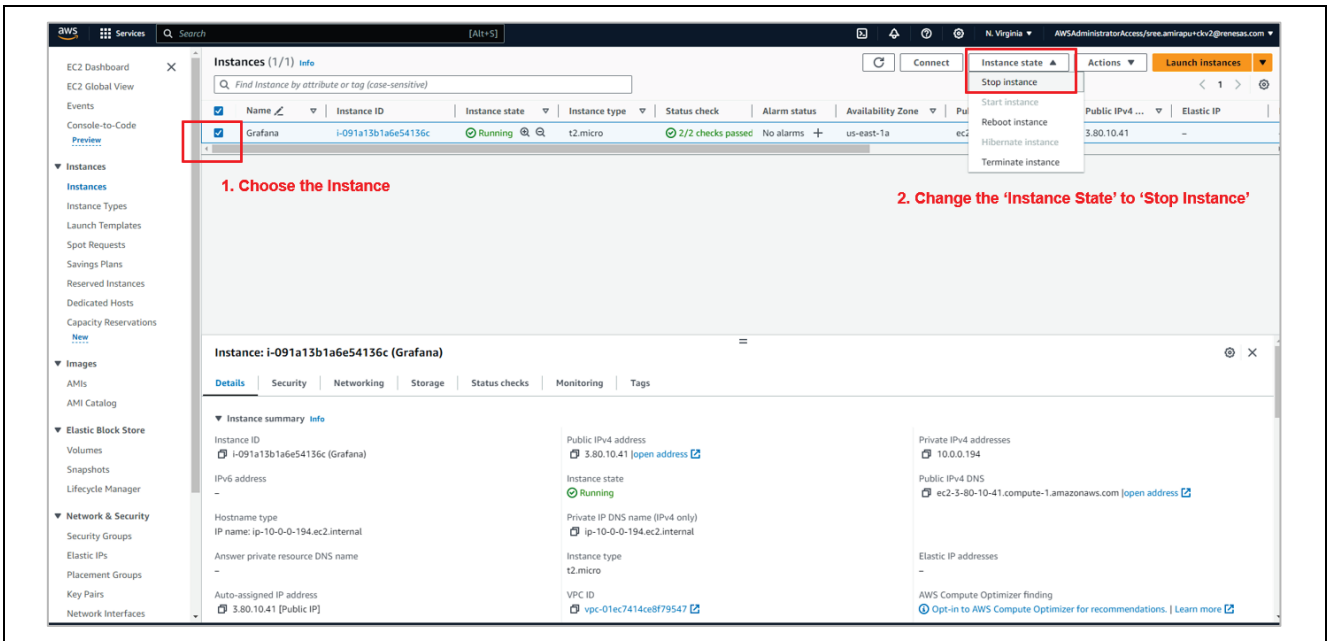 aws Services Search [Alt+S] N. Virginia AWSAdministratorAccess/sree.amirapu+ckv2@renesas.com
EC2 Dashboard
EC2 Global View
Events
Console-to-Code
Preview
Instances
Instances
Instance Types
Launch Templates
Spot Requests
Savings Plans
Reserved Instances
Dedicated Hosts
Capacity Reservations
New
Images
AMIs
AMI Catalog
Elastic Block Store
Volumes
Snapshots
Lifecycle Manager
Network & Security
Security Groups
Elastic IPs
Placement Groups
Key Pairs
Network Interfaces
Instances (1/1) Info Connect Instance state Actions Launch instances
Find Instance by attribute or tag (case-sensitive) 1
Name Instance ID Instance state Instance type Status check Alarm status Availability Zone Pu Public IPv4 ... Elastic IP
Grafana i-091a13b1a6e54136c Running t2.micro 2/2 checks passed No alarms + us-east-1a ec2 3.80.10.41 –
Stop instance
Start instance
Reboot instance
Hibernate instance
Terminate instance
1. Choose the Instance
2. Change the ‘Instance State’ to ‘Stop Instance’
Instance: i-091a13b1a6e54136c (Grafana)
Details Security Networking Storage Status checks Monitoring Tags
Instance summary Info
Instance ID Public IPv4 address Private IPv4 addresses
i-091a13b1a6e54136c (Grafana) 3.80.10.41 |open address 10.0.0.194
IPv6 address Instance state Public IPv4 DNS
– Running ec2-3-80-10-41.compute-1.amazonaws.com |open address
Hostname type Private IP DNS name (IPv4 only)
IP name: ip-10-0-0-194.ec2.internal ip-10-0-0-194.ec2.internal
Answer private resource DNS name Instance type Elastic IP addresses
– t2.micro –
Auto-assigned IP address VPC ID AWS Compute Optimizer finding
3.80.10.41 [Public IP] vpc-01ec7414ce8f79547 Opt-in to AWS Compute Optimizer for recommendations. | Learn more